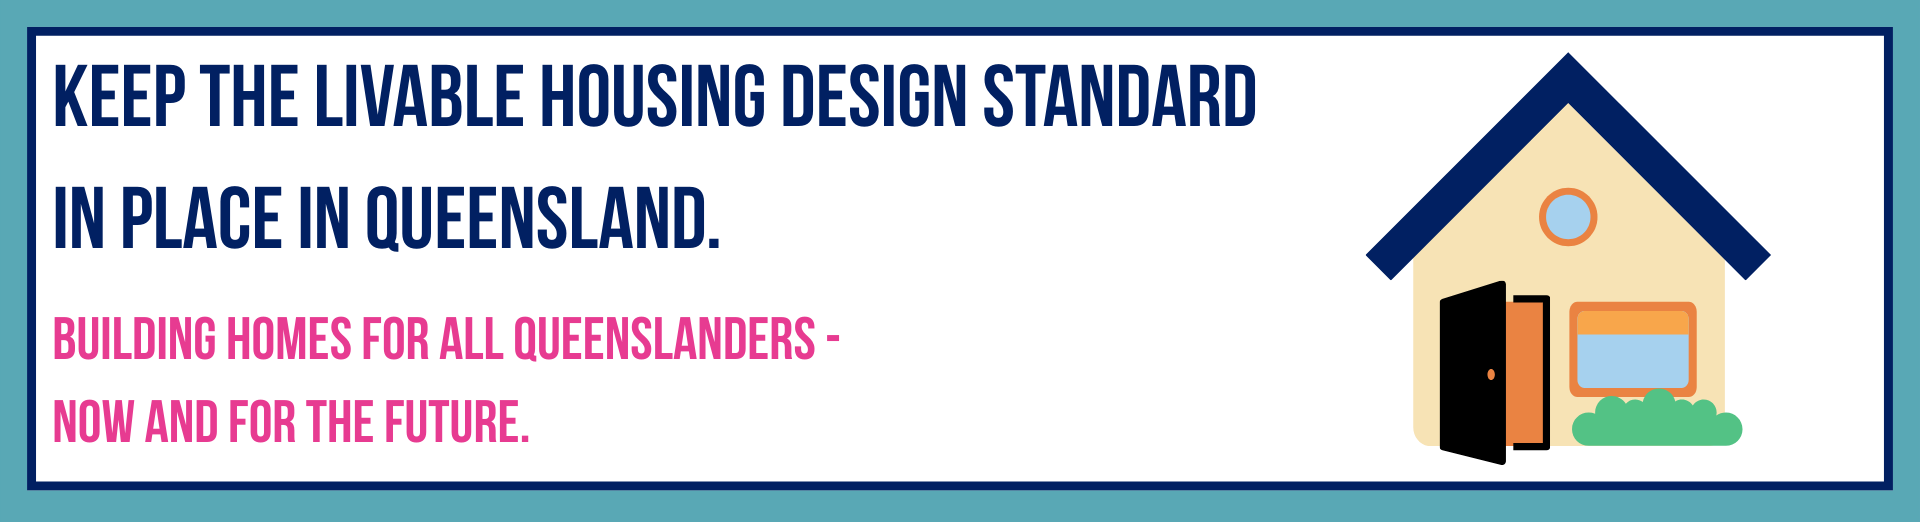 KEEP THE LIVABLE HOUSING DESIGN STANDARD
IN PLACE IN QUEENSLAND.
BUILDING HOMES FOR ALL QUEENSLANDERS -
NOW AND FOR THE FUTURE.